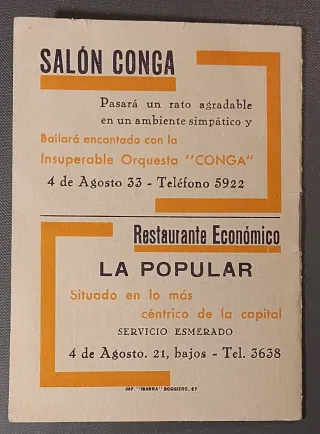 SALÓN CONGA
Pasará un rato agradable
en un ambiente simpático y
Bailará encantado con la
Insuperable Orquesta "CONGA"
4 de Agosto 33 - Teléfono 5922
Restaurante Económico
LA POPULAR
Situado en lo más
céntrico de la capital
SERVICIO ESMERADO
4 de Agosto. 21, bajos - Tel. 3638
IMP. "IBARRA" BOGGIERO, 67